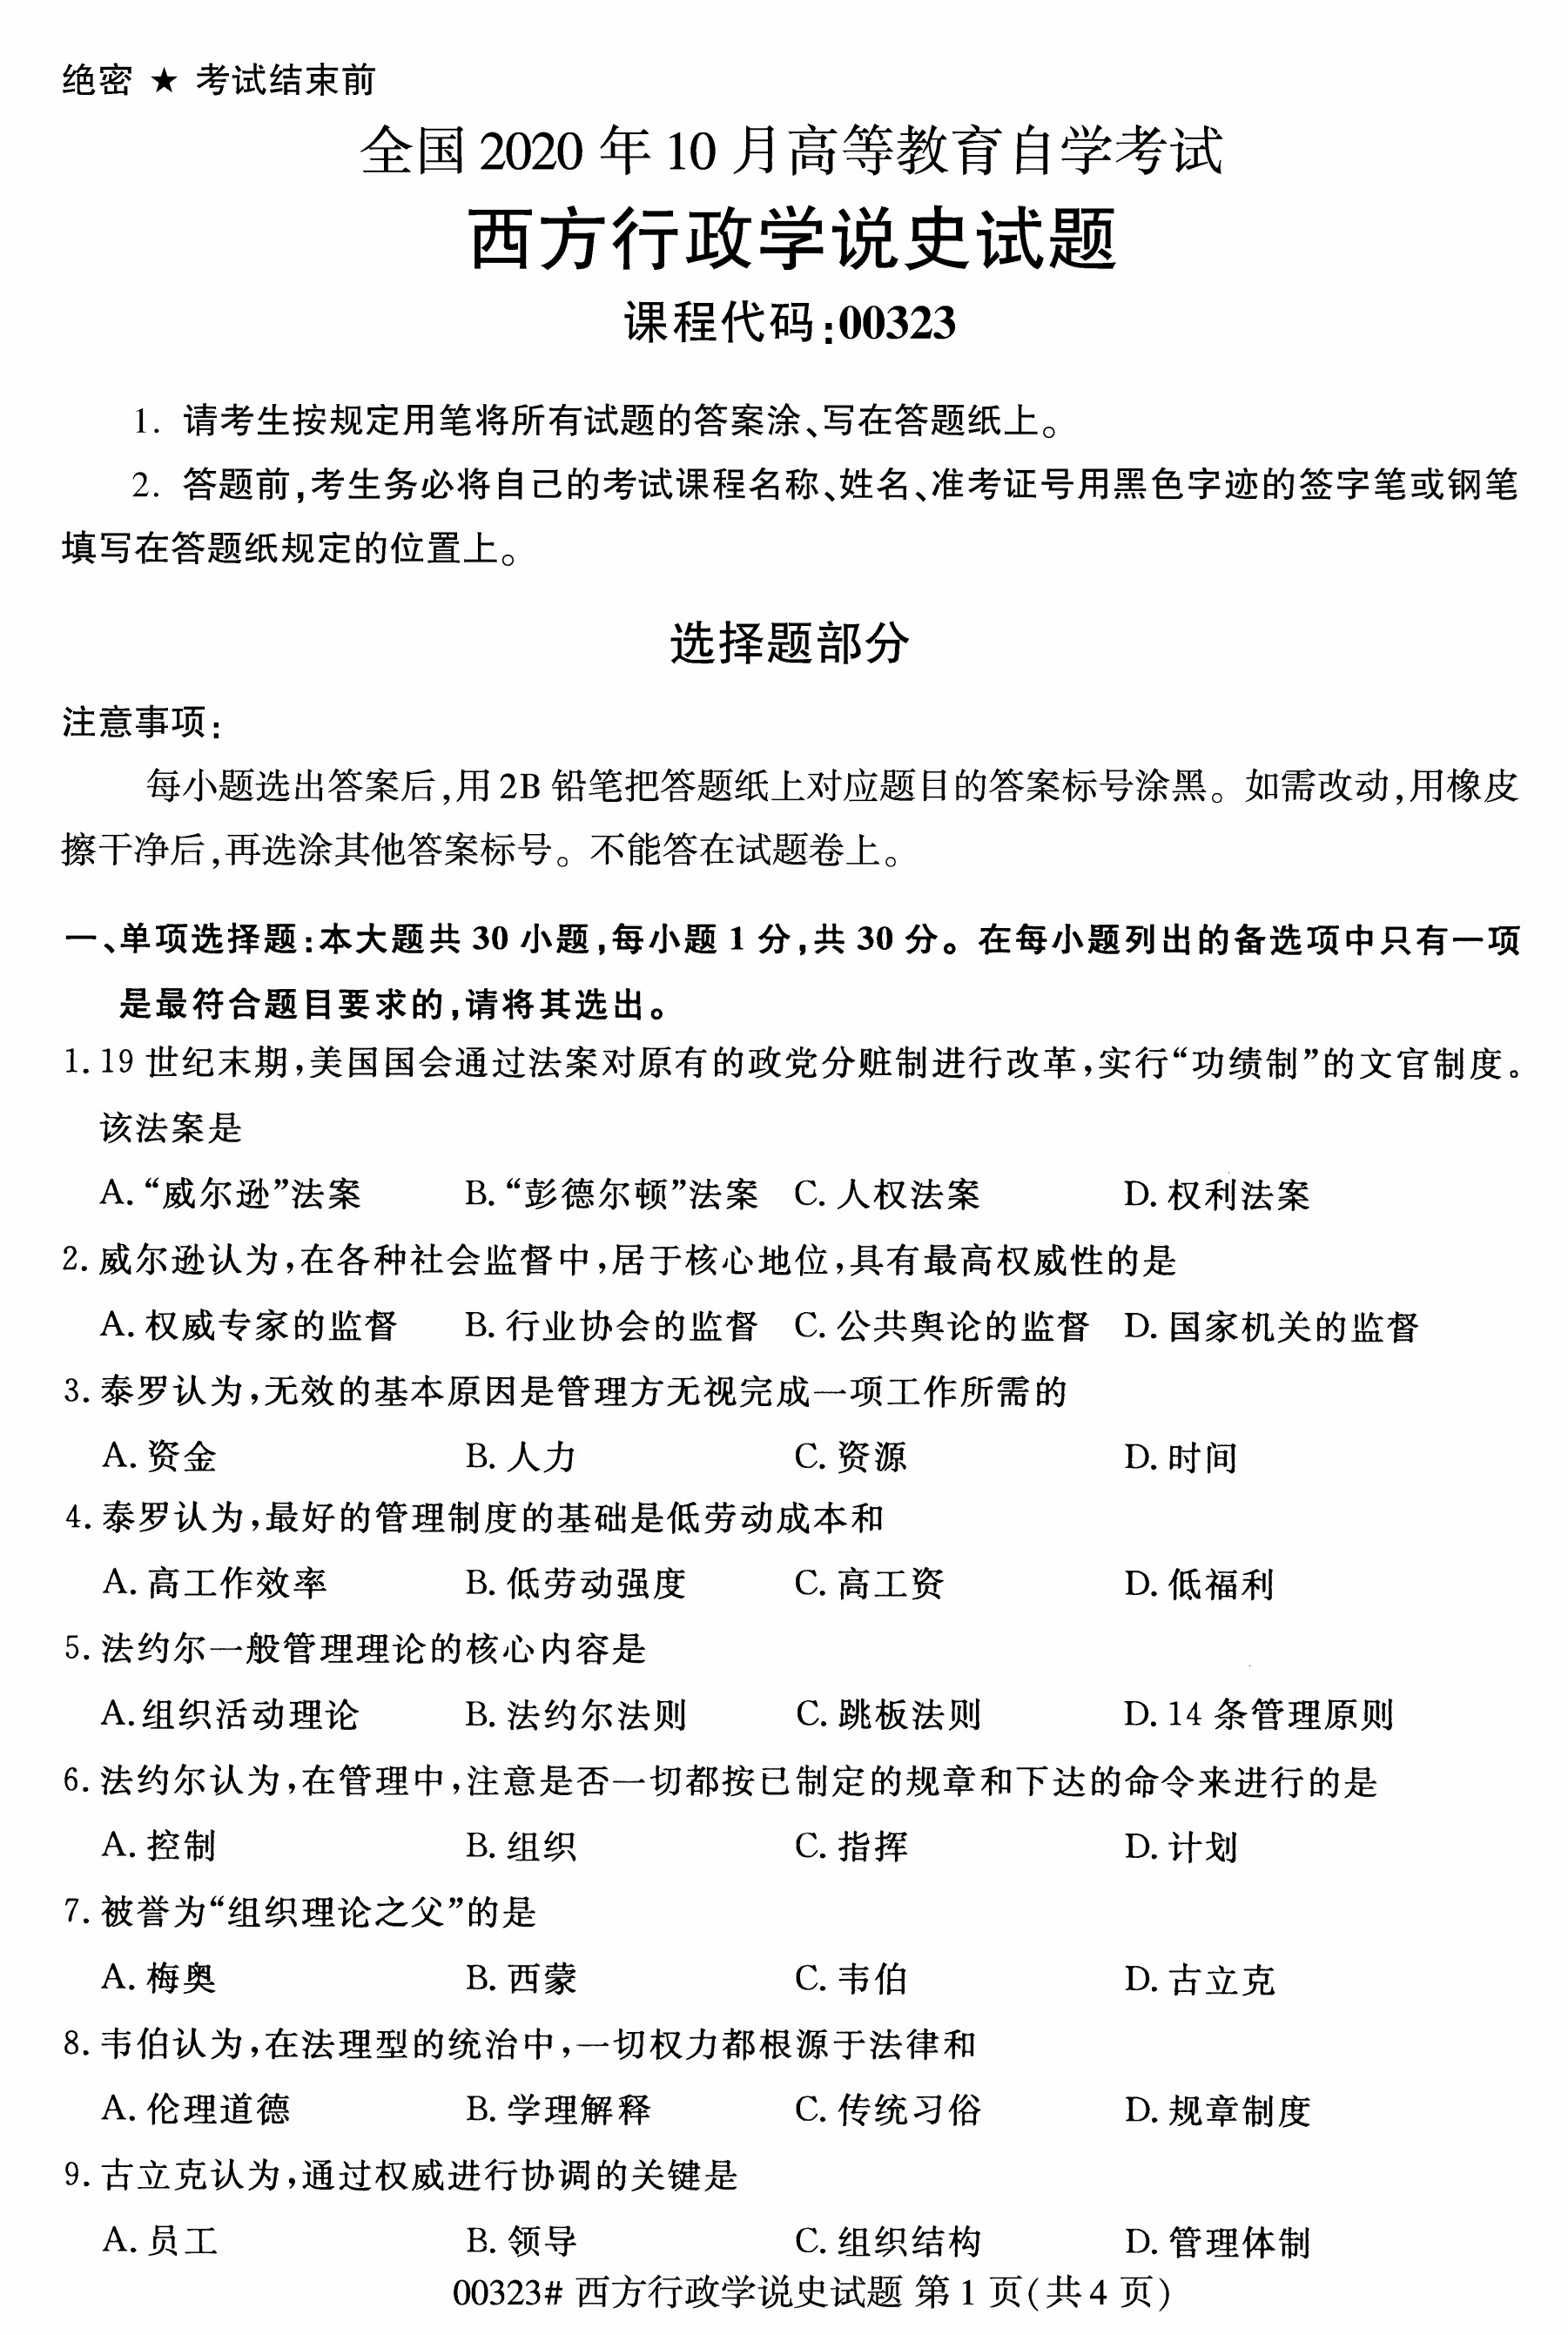 绝密 ★ 考试结束前
全国 2020 年 10 月高等教育自学考试
西方行政学说史试题
课程代码:00323
1. 请考生按规定用笔将所有试题的答案涂、写在答题纸上。
2. 答题前,考生务必将自己的考试课程名称、姓名、准考证号用黑色字迹的签字笔或钢笔
填写在答题纸规定的位置上。
选择题部分
注意事项:
每小题选出答案后,用 2B 铅笔把答题纸上对应题目的答案标号涂黑。如需改动,用橡皮
擦干净后,再选涂其他答案标号。不能答在试题卷上。
一、单项选择题:本大题共 30 小题,每小题 1 分,共 30 分。在每小题列出的备选项中只有一项
是最符合题目要求的,请将其选出。
1. 19 世纪末期,美国国会通过法案对原有的政党分赃制进行改革,实行“功绩制”的文官制度。
该法案是
A. “威尔逊”法案 B. “彭德尔顿”法案 C. 人权法案 D. 权利法案
2. 威尔逊认为,在各种社会监督中,居于核心地位,具有最高权威性的是
A. 权威专家的监督 B. 行业协会的监督 C. 公共舆论的监督 D. 国家机关的监督
3. 泰罗认为,无效的基本原因是管理方无视完成一项工作所需的
A. 资金 B. 人力 C. 资源 D. 时间
4. 泰罗认为,最好的管理制度的基础是低劳动成本和
A. 高工作效率 B. 低劳动强度 C. 高工资 D. 低福利
5. 法约尔一般管理理论的核心内容是
A. 组织活动理论 B. 法约尔法则 C. 跳板法则 D. 14 条管理原则
6. 法约尔认为,在管理中,注意是否一切都按已制定的规章和下达的命令来进行的是
A. 控制 B. 组织 C. 指挥 D. 计划
7. 被誉为“组织理论之父”的是
A. 梅奥 B. 西蒙 C. 韦伯 D. 古立克
8. 韦伯认为,在法理型的统治中,一切权力都根源于法律和
A. 伦理道德 B. 学理解释 C. 传统习俗 D. 规章制度
9. 古立克认为,通过权威进行协调的关键是
A. 员工 B. 领导 C. 组织结构 D. 管理体制
00323# 西方行政学说史试题 第 1 页(共 4 页)